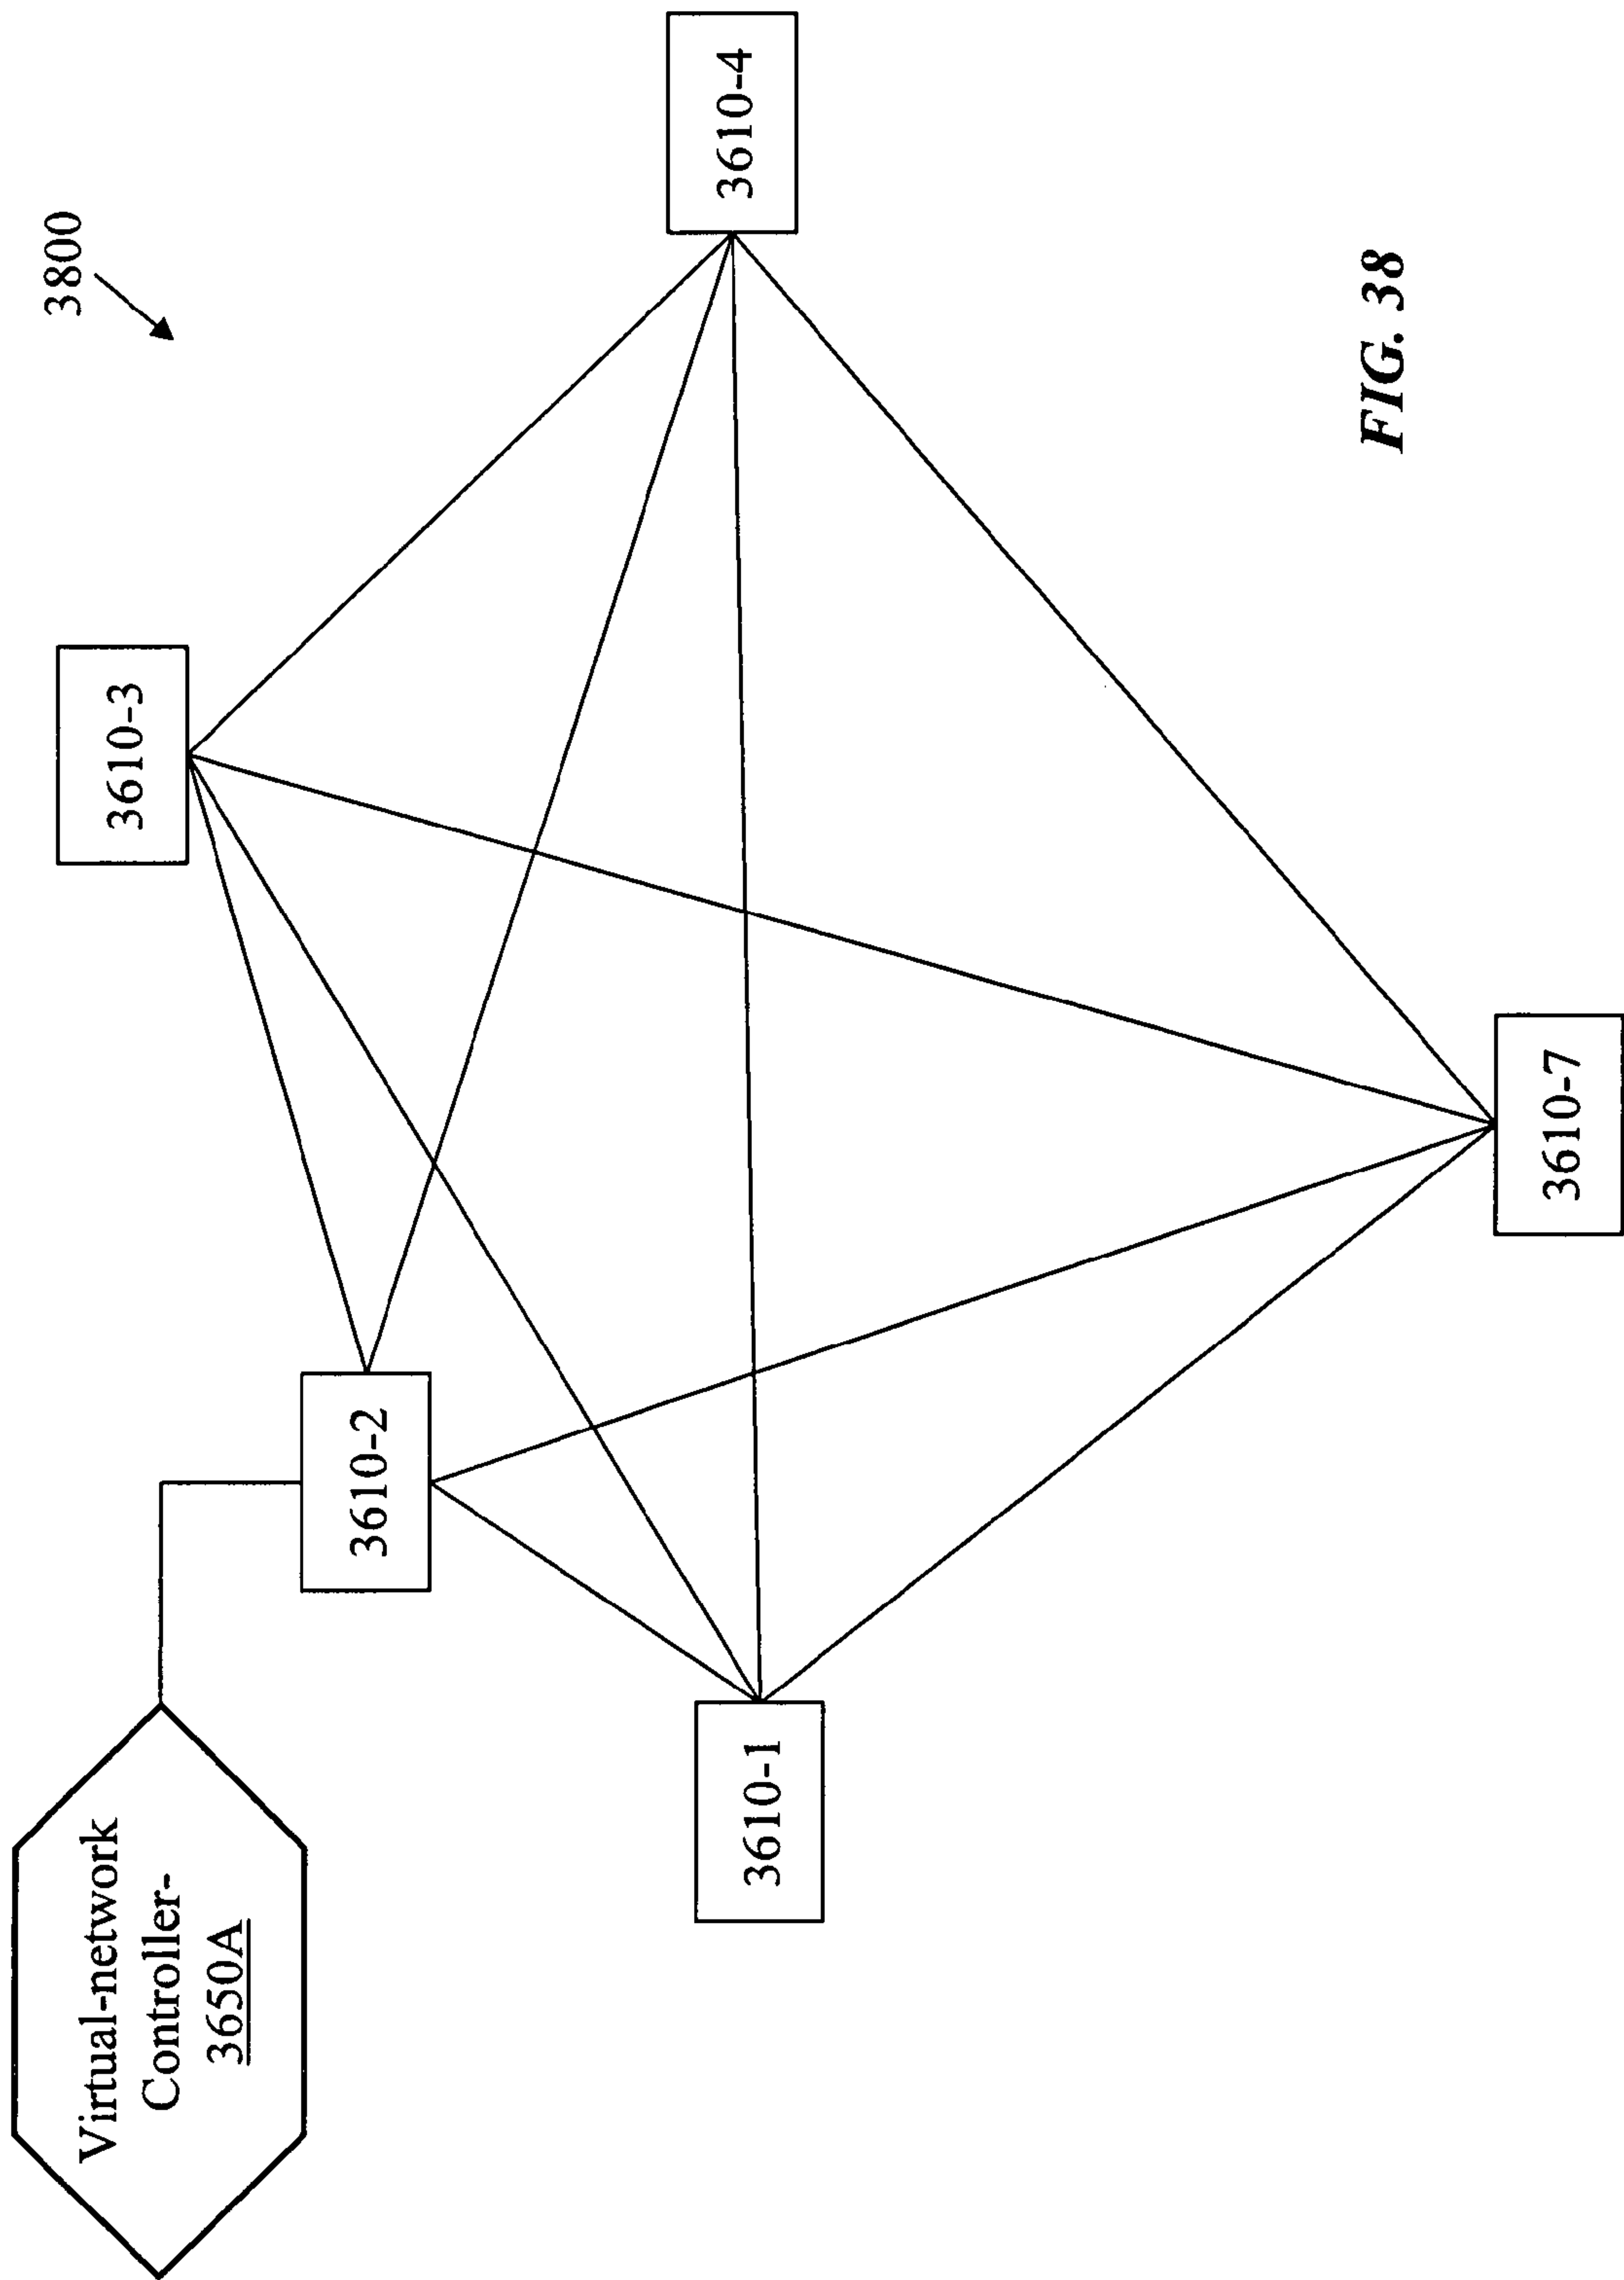 Virtual-network
Controller-
3650A
3610-2
3610-3
3800
3610-1
3610-4
3610-7
FIG. 38